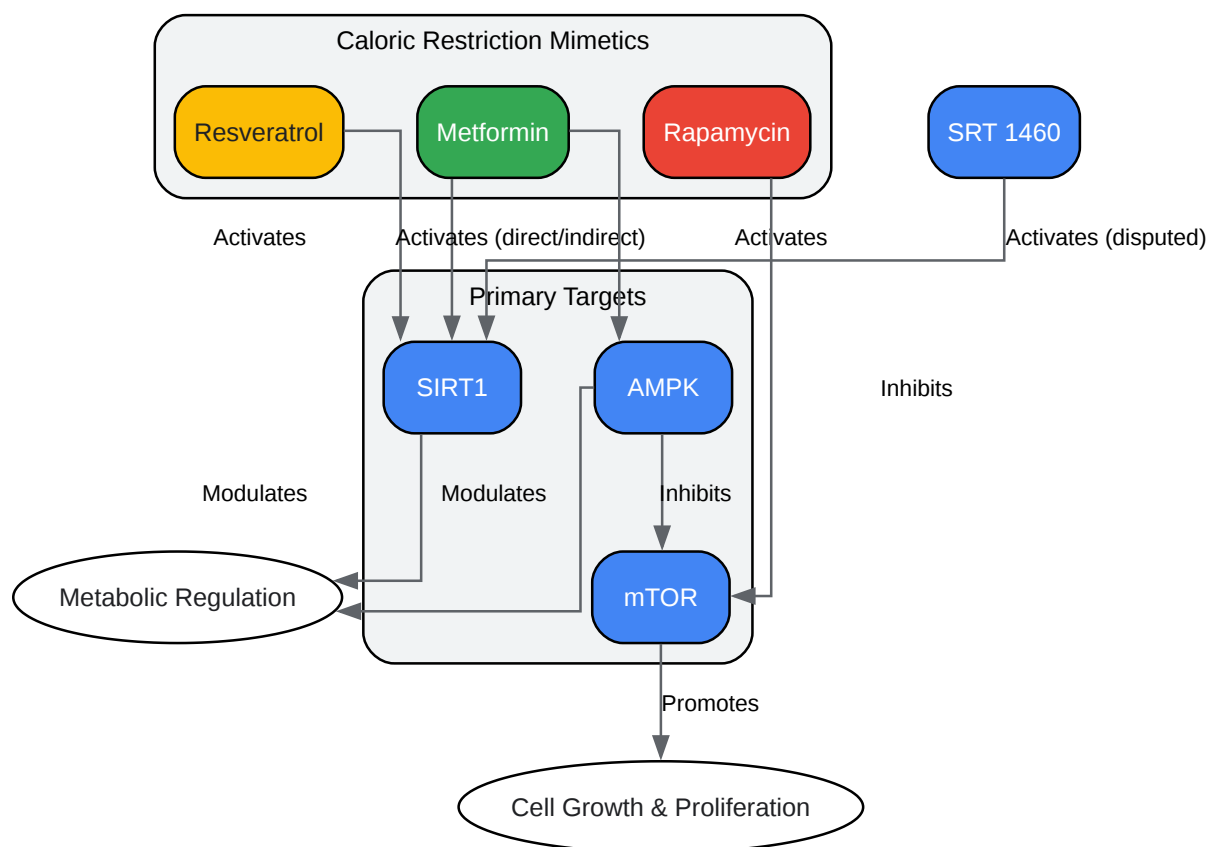 Caloric Restriction Mimetics
Resveratrol
Metformin
Rapamycin
SRT 1460
Activates
Activates (direct/indirect)
Activates
Activates (disputed)
Primary Targets
SIRT1
AMPK
Inhibits
Modulates
Modulates
Inhibits
Metabolic Regulation
mTOR
Promotes
Cell Growth & Proliferation